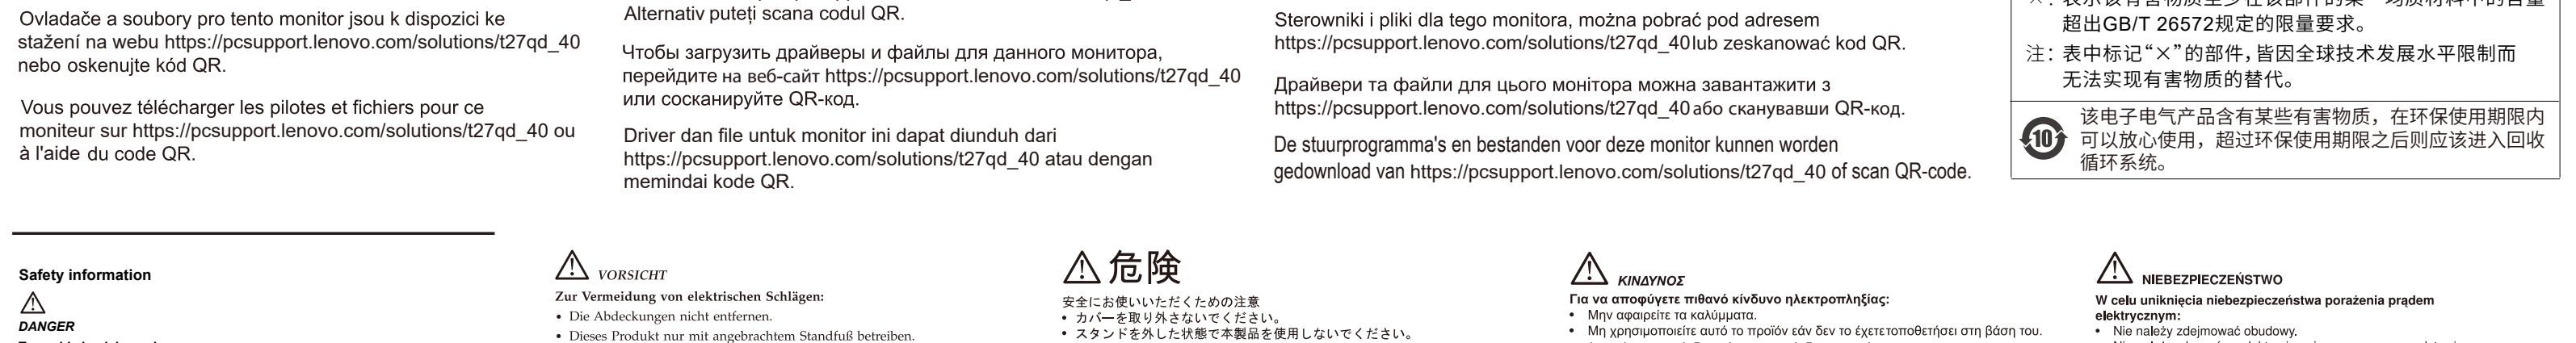 Ovladače a soubory pro tento monitor jsou k dispozici ke
stažení na webu https://pcsupport.lenovo.com/solutions/t27qd_40
nebo oskenujte kód QR.
Vous pouvez télécharger les pilotes et fichiers pour ce
moniteur sur https://pcsupport.lenovo.com/solutions/t27qd_40 ou
à l'aide du code QR.
Alternativ puteți scana codul QR.
Чтобы загрузить драйверы и файлы для данного монитора,
перейдите на веб-сайт https://pcsupport.lenovo.com/solutions/t27qd_40
или сосканируйте QR-код.
Driver dan file untuk monitor ini dapat diunduh dari
https://pcsupport.lenovo.com/solutions/t27qd_40 atau dengan
memindai kode QR.
Sterowniki i pliki dla tego monitora, można pobrać pod adresem
https://pcsupport.lenovo.com/solutions/t27qd_40lub zeskanować kod QR.
Драйвери та файли для цього монітора можна завантажити з
https://pcsupport.lenovo.com/solutions/t27qd_40або сканувавши QR-код.
De stuurprogramma's en bestanden voor deze monitor kunnen worden
gedownload van https://pcsupport.lenovo.com/solutions/t27qd_40 of scan QR-code.
超出GB/T 26572规定的限量要求。
注：表中标记“×”的部件，皆因全球技术发展水平限制而
无法实现有害物质的替代。
10
该电子电气产品含有某些有害物质，在环保使用期限内
可以放心使用，超过环保使用期限之后则应该进入回收
循环系统。
Safety information
DANGER
VORSICHT
Zur Vermeidung von elektrischen Schlägen:
• Die Abdeckungen nicht entfernen.
• Dieses Produkt nur mit angebrachtem Standfuß betreiben.
危険
安全にお使いいただくための注意
• カバーを取り外さないでください。
• スタンドを外した状態で本製品を使用しないでください。
ΚΙΝΔΥΝΟΣ
Για να αποφύγετε πιθανό κίνδυνο ηλεκτροπληξίας:
• Μην αφαιρείτε τα καλύμματα.
• Μη χρησιμοποιείτε αυτό το προϊόν εάν δεν το έχετετοποθετήσει στη βάση του.
NIEBEZPIECZEŃSTWO
W celu uniknięcia niebezpieczeństwa porażenia prądem
elektrycznym:
• Nie należy zdejmować obudowy.